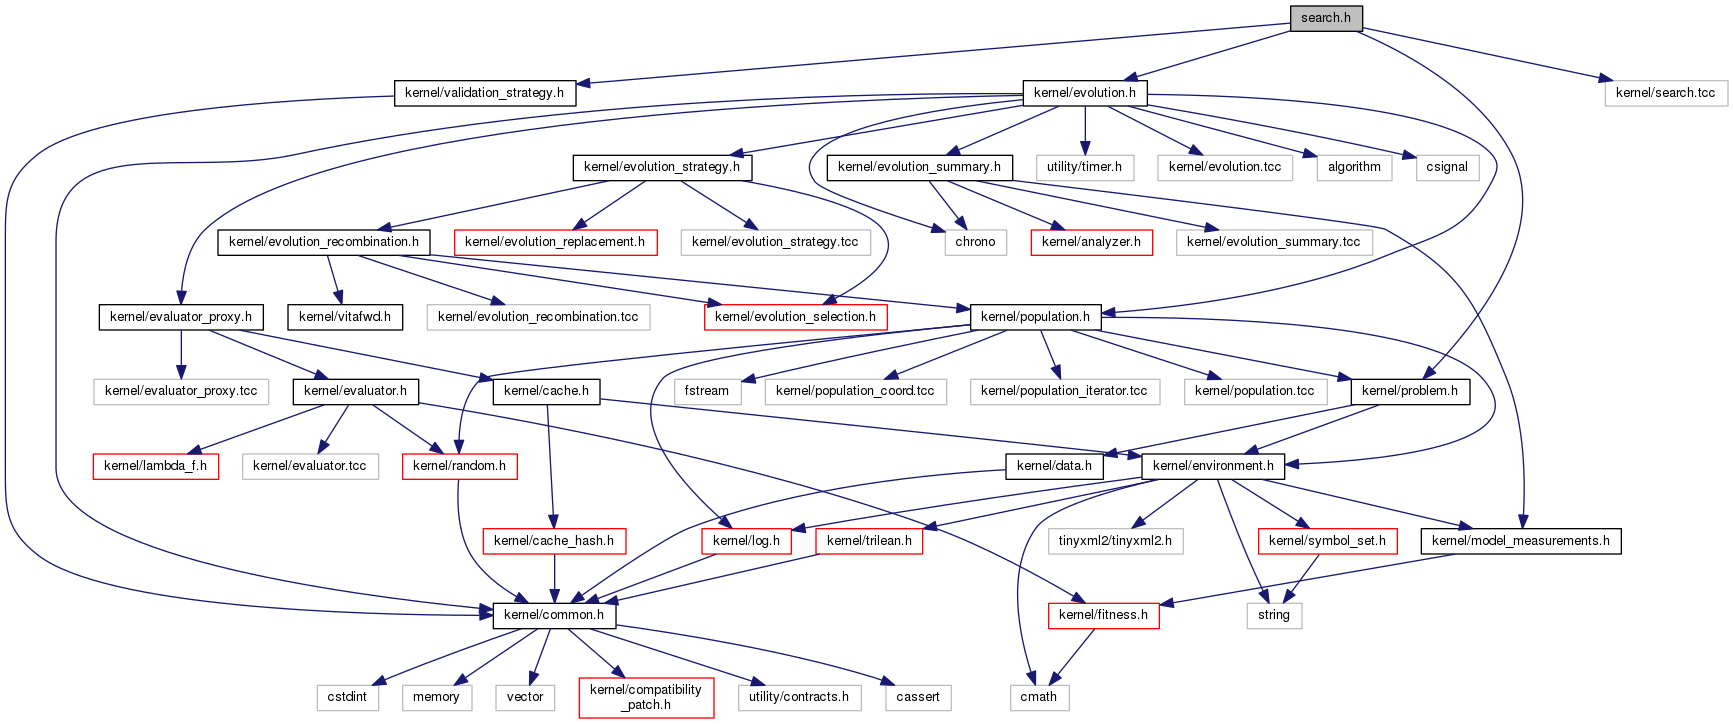 search.h
kernel/validation_strategy.h
kernel/evolution.h
kernel/search.tcc
kernel/evolution_strategy.h
kernel/evolution_summary.h
utility/timer.h
kernel/evolution.tcc
algorithm
csignal
kernel/evolution_recombination.h
kernel/evolution_replacement.h
kernel/evolution_strategy.tcc
chrono
kernel/analyzer.h
kernel/evolution_summary.tcc
kernel/evaluator_proxy.h
kernel/vitafwd.h
kernel/evolution_recombination.tcc
kernel/evolution_selection.h
kernel/population.h
kernel/evaluator_proxy.tcc
kernel/evaluator.h
kernel/cache.h
fstream
kernel/population_coord.tcc
kernel/population_iterator.tcc
kernel/population.tcc
kernel/problem.h
kernel/lambda_f.h
kernel/evaluator.tcc
kernel/random.h
kernel/data.h
kernel/environment.h
kernel/cache_hash.h
kernel/log.h
kernel/trilean.h
tinyxml2/tinyxml2.h
kernel/symbol_set.h
kernel/model_measurements.h
kernel/common.h
kernel/fitness.h
string
cstdint
memory
vector
kernel/compatibility
_patch.h
utility/contracts.h
cassert
cmath